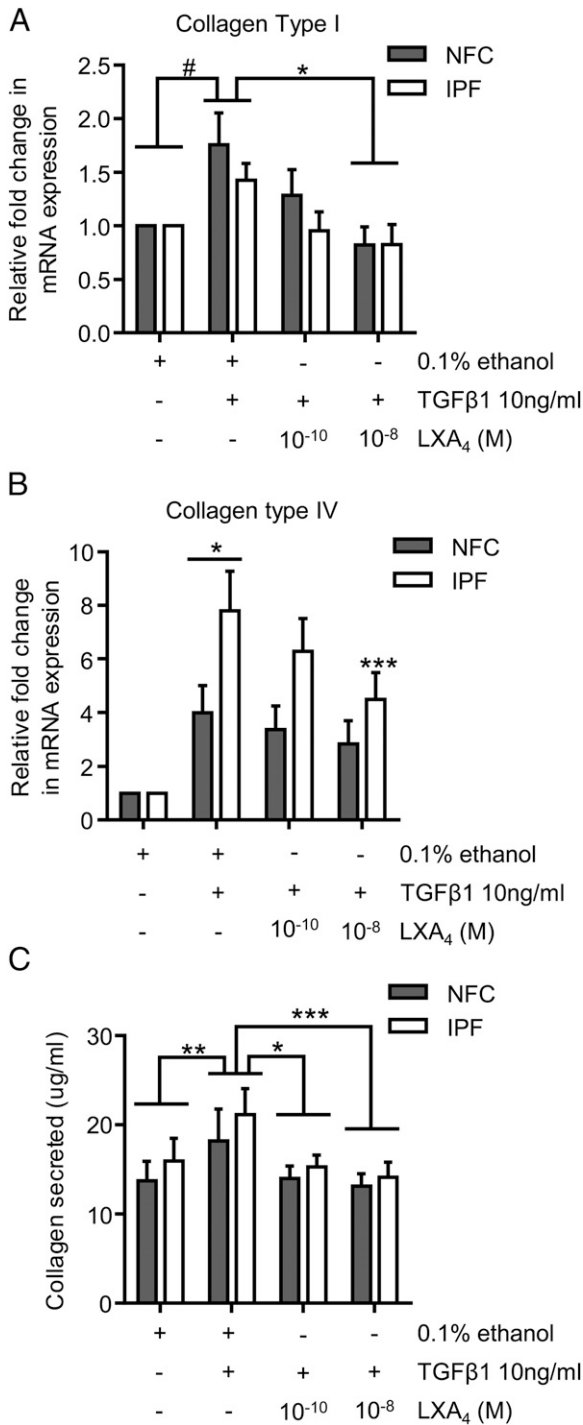 A
Collagen Type I
NFC
IPF
#
*
Relative fold change in
mRNA expression
2.5
2.0
1.5
1.0
0.5
0.0
+ + - - 0.1% ethanol
- + + + TGFβ1 10ng/ml
- - 10⁻¹⁰ 10⁻⁸ LXA₄ (M)
B
Collagen type IV
NFC
IPF
*
***
Relative fold change
in mRNA expression
10
8
6
4
2
0
+ + - - 0.1% ethanol
- + + + TGFβ1 10ng/ml
- - 10⁻¹⁰ 10⁻⁸ LXA₄ (M)
C
NFC
IPF
***
**
*
Collagen secreted (ug/ml)
30
20
10
0
+ + - - 0.1% ethanol
- + + + TGFβ1 10ng/ml
- - 10⁻¹⁰ 10⁻⁸ LXA₄ (M)